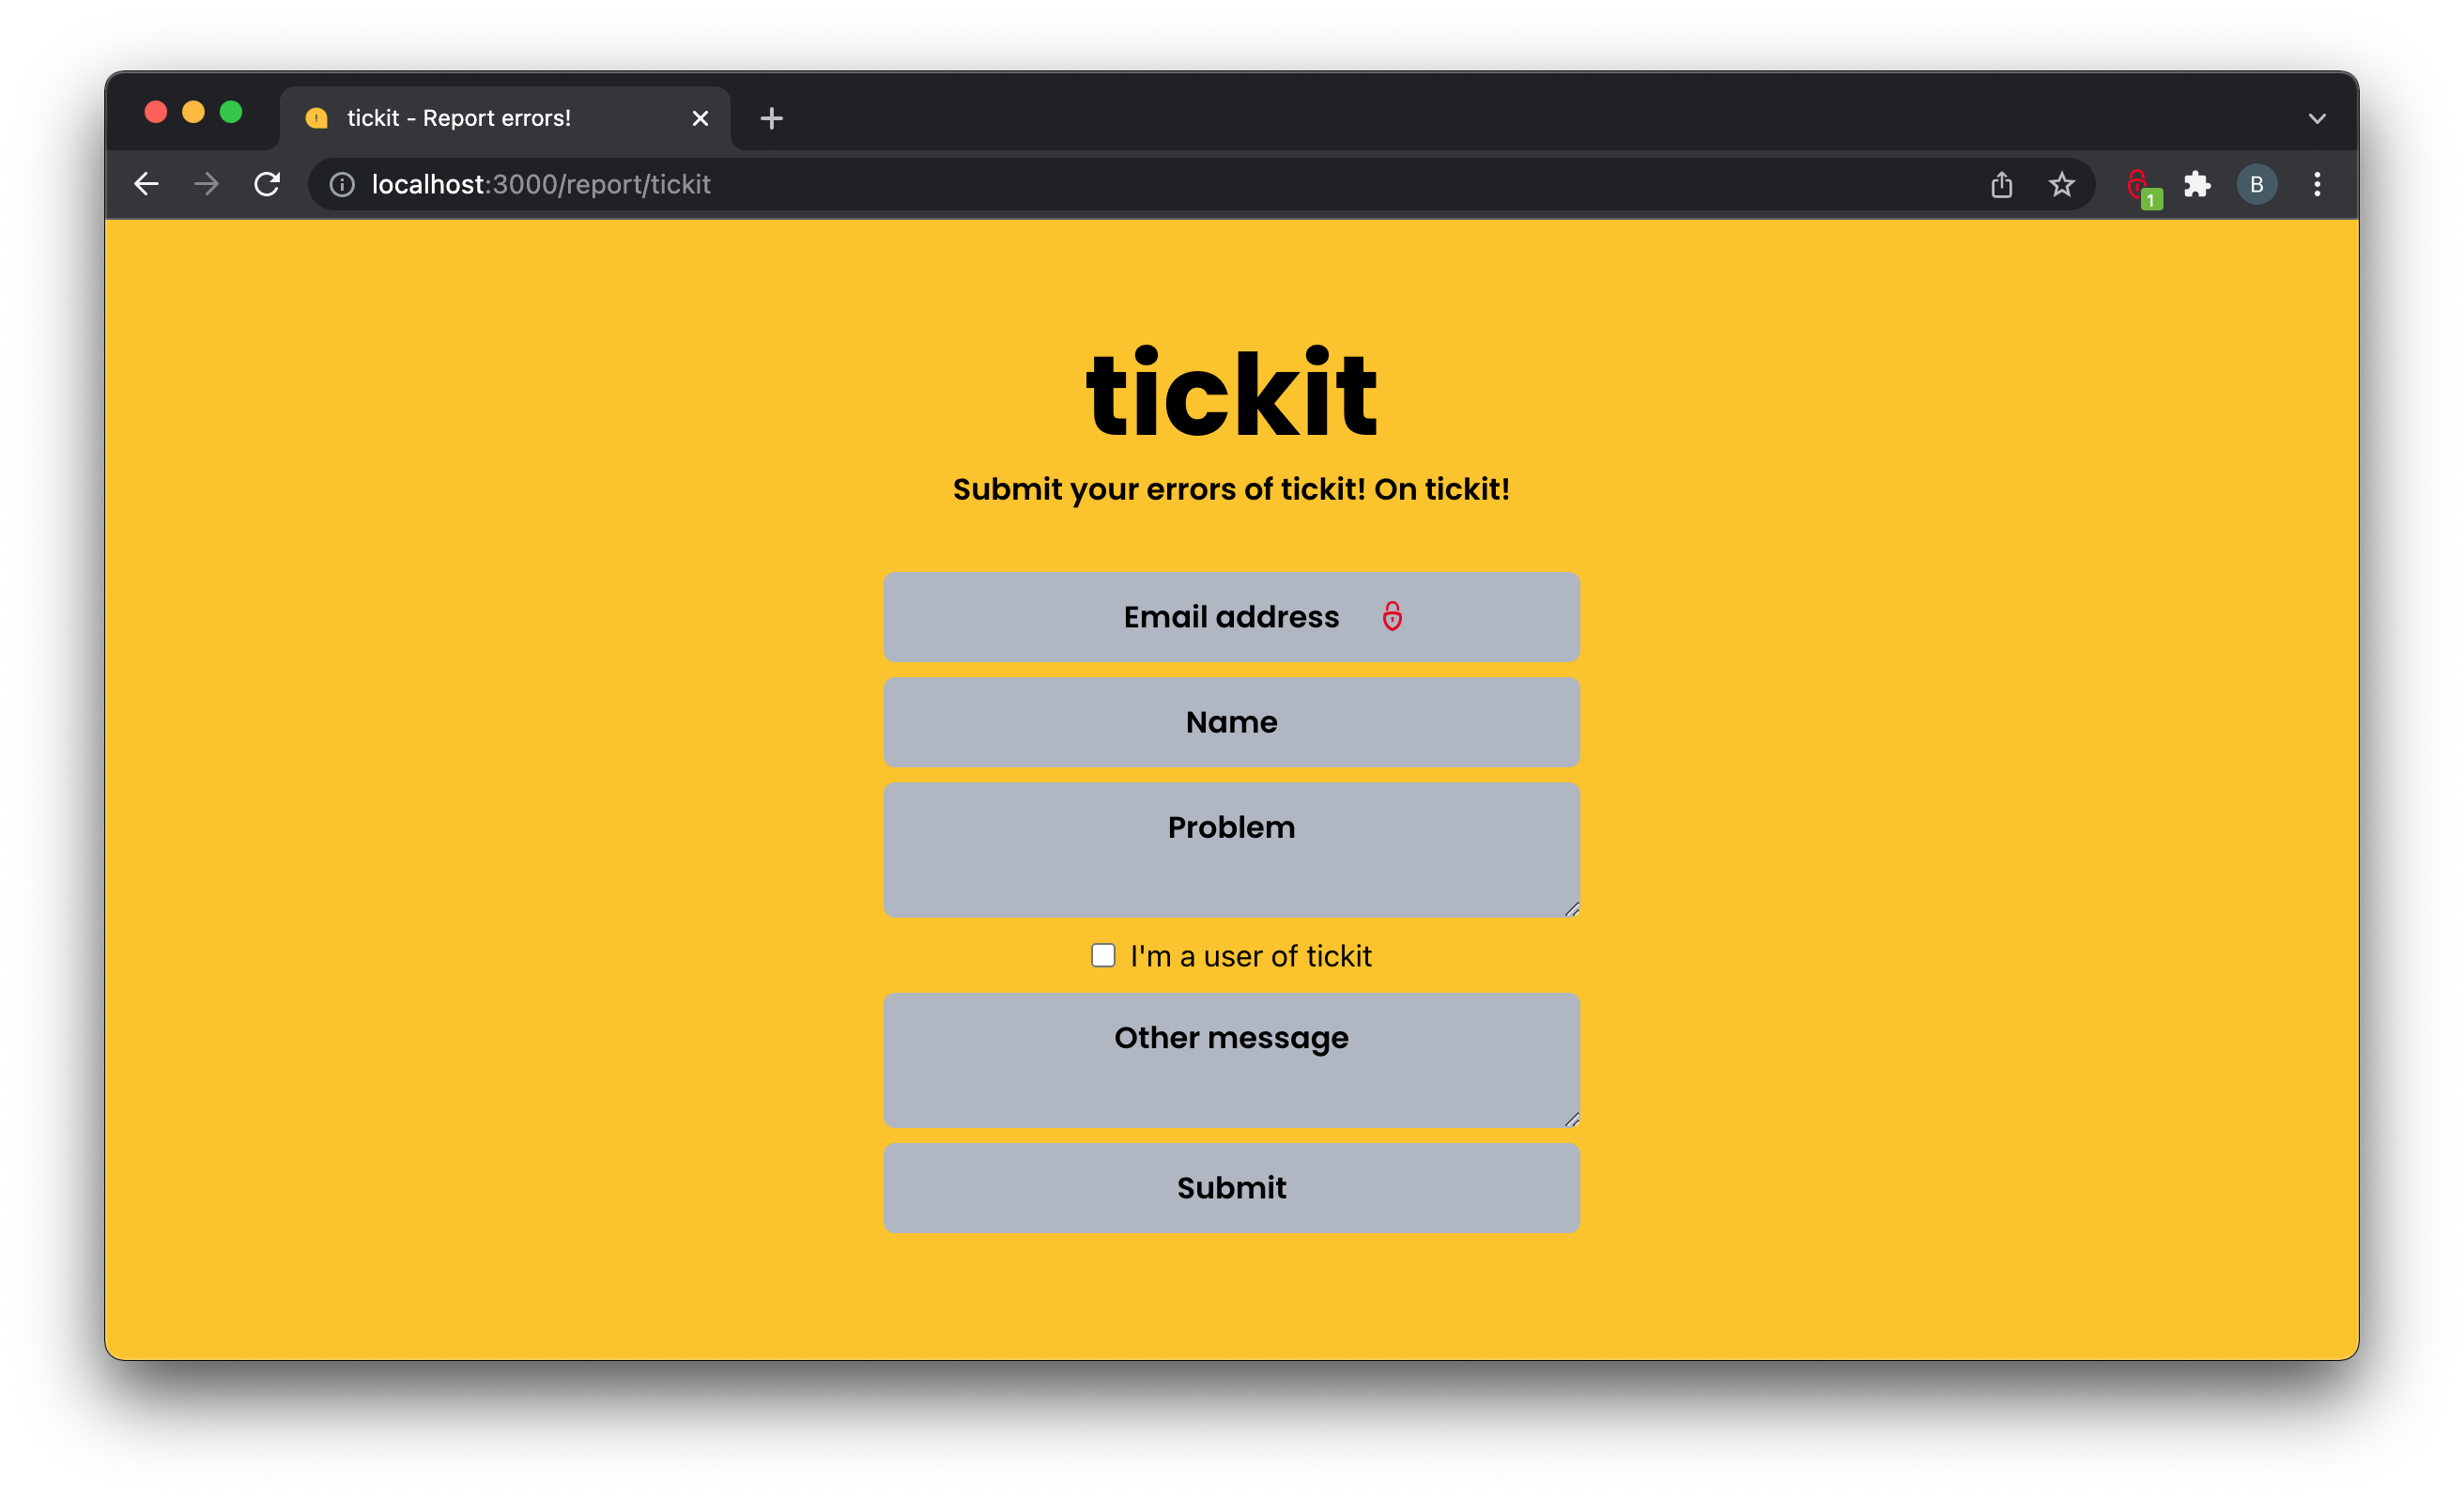 tickit - Report errors!
localhost:3000/report/tickit
1
B
tickit
Submit your errors of tickit! On tickit!
Email address
Name
Problem
I'm a user of tickit
Other message
Submit